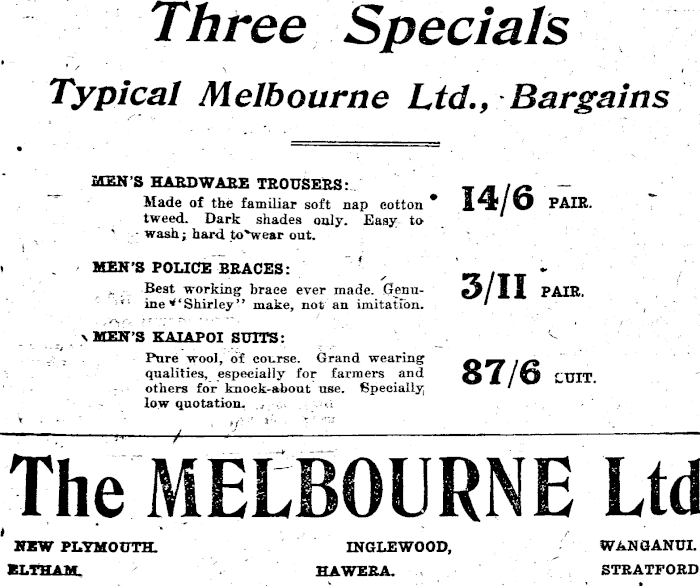 Three Specials
Typical Melbourne Ltd., Bargains
MEN'S HARDWARE TROUSERS:
Made of the familiar soft nap cotton
tweed. Dark shades only. Easy to
wash; hard to wear out.
14/6 PAIR.
MEN'S POLICE BRACES:
Best working brace ever made. Genu-
ine "Shirley" make, not an imitation.
3/11 PAIR.
MEN'S KAIAPOI SUITS:
Pure wool, of course. Grand wearing
qualities, especially for farmers and
others for knock-about use. Specially
low quotation.
87/6 SUIT.
The MELBOURNE Ltd
NEW PLYMOUTH. INGLEWOOD, WANGANUI.
ELTHAM. HAWERA. STRATFORD